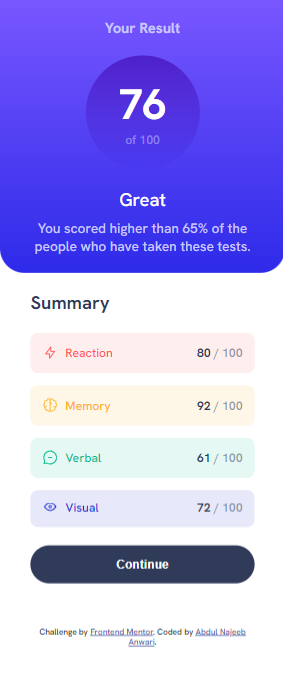 Your Result
76
of 100
Great
You scored higher than 65% of the
people who have taken these tests.
Summary
Reaction 80 / 100
Memory 92 / 100
Verbal 61 / 100
Visual 72 / 100
Continue
Challenge by Frontend Mentor. Coded by Abdul Najeeb
Anwari.